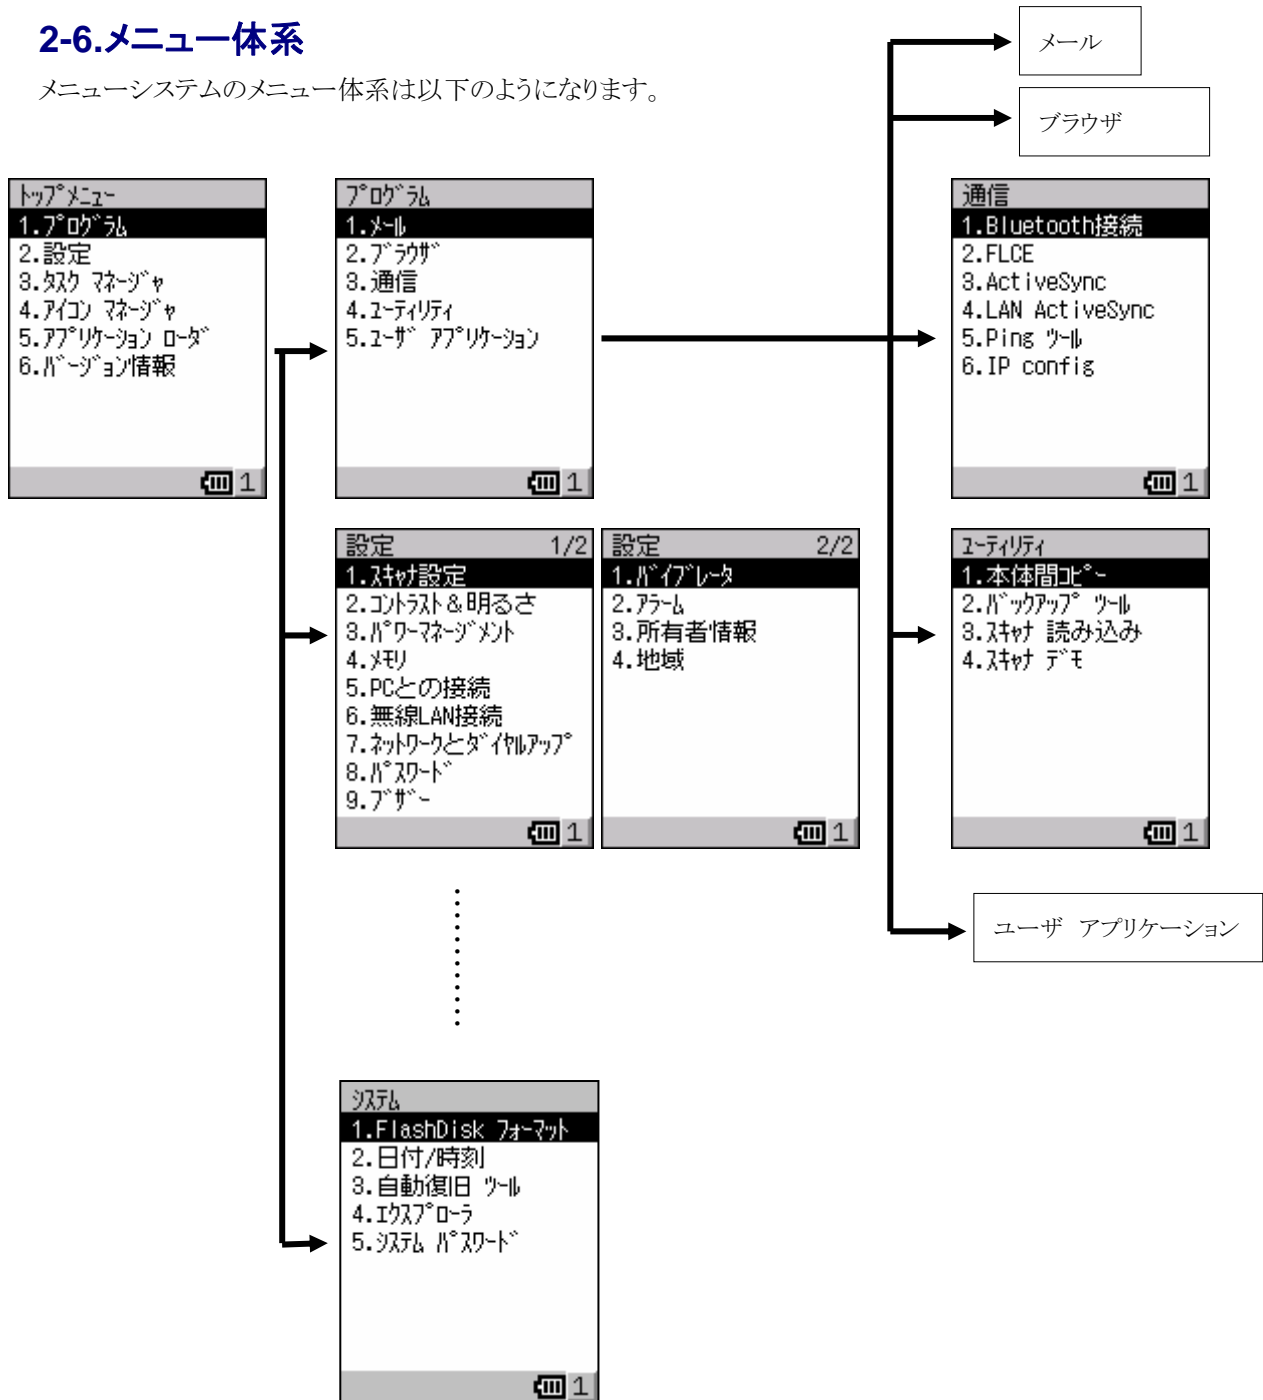 2-6.メニュー体系
メニューシステムのメニュー体系は以下のようになります。
メール
ブラウザ
ﾄｯﾌﾟﾒﾆｭｰ
1.ﾌﾟﾛｸﾞﾗﾑ
2.設定
3.ﾀｽｸ ﾏﾈｰｼﾞｬ
4.ｱｲｺﾝ ﾏﾈｰｼﾞｬ
5.ｱﾌﾟﾘｹｰｼｮﾝ ﾛｰﾀﾞ
6.ﾊﾞｰｼﾞｮﾝ情報
1
ﾌﾟﾛｸﾞﾗﾑ
1.ﾒｰﾙ
2.ﾌﾞﾗｳｻﾞ
3.通信
4.ﾕｰﾃｨﾘﾃｨ
5.ﾕｰｻﾞ ｱﾌﾟﾘｹｰｼｮﾝ
1
通信
1.Bluetooth接続
2.FLCE
3.ActiveSync
4.LAN ActiveSync
5.Ping ﾂｰﾙ
6.IP config
1
設定 1/2
1.ｽｷｬﾅ設定
2.ｺﾝﾄﾗｽﾄ＆明るさ
3.ﾊﾟﾜｰﾏﾈｰｼﾞﾒﾝﾄ
4.ﾒﾓﾘ
5.PCとの接続
6.無線LAN接続
7.ﾈｯﾄﾜｰｸとﾀﾞｲﾔﾙｱｯﾌﾟ
8.ﾊﾟｽﾜｰﾄﾞ
9.ﾌﾞｻﾞｰ
1
設定 2/2
1.ﾊﾞｲﾌﾞﾚｰﾀ
2.ｱﾗｰﾑ
3.所有者情報
4.地域
1
ﾕｰﾃｨﾘﾃｨ
1.本体間ｺﾋﾟｰ
2.ﾊﾞｯｸｱｯﾌﾟ ﾂｰﾙ
3.ｽｷｬﾅ 読み込み
4.ｽｷｬﾅ ﾃﾞﾓ
1
ユーザ アプリケーション
ｼｽﾃﾑ
1.FlashDisk ﾌｫｰﾏｯﾄ
2.日付/時刻
3.自動復旧 ﾂｰﾙ
4.ｴｸｽﾌﾟﾛｰﾗ
5.ｼｽﾃﾑ ﾊﾟｽﾜｰﾄﾞ
1